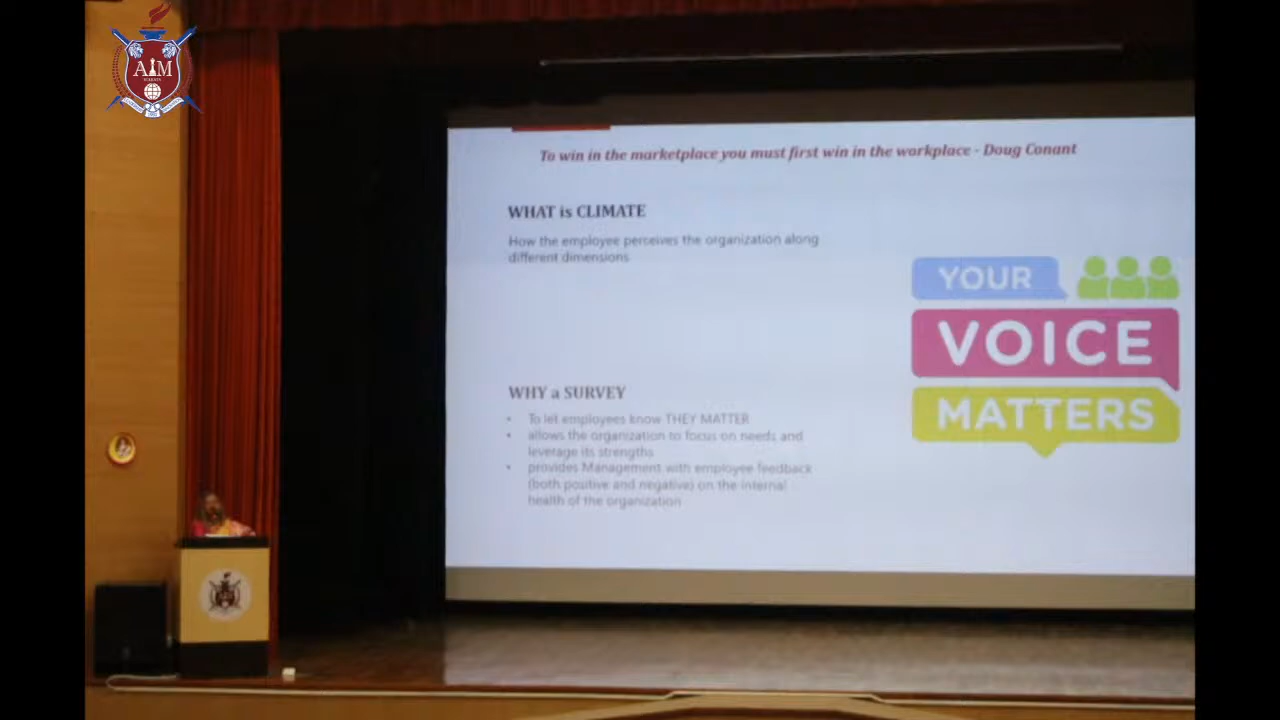 AIM
To win in the marketplace you must first win in the workplace - Doug Conant
WHAT is CLIMATE
How the employee perceives the organization along
different dimensions
WHY a SURVEY
• To let employees know THEY MATTER
• allows the organization to focus on needs and
leverage its strengths
• provides Management with employee feedback
(both positive and negative) on the internal
health of the organization
YOUR
VOICE
MATTERS